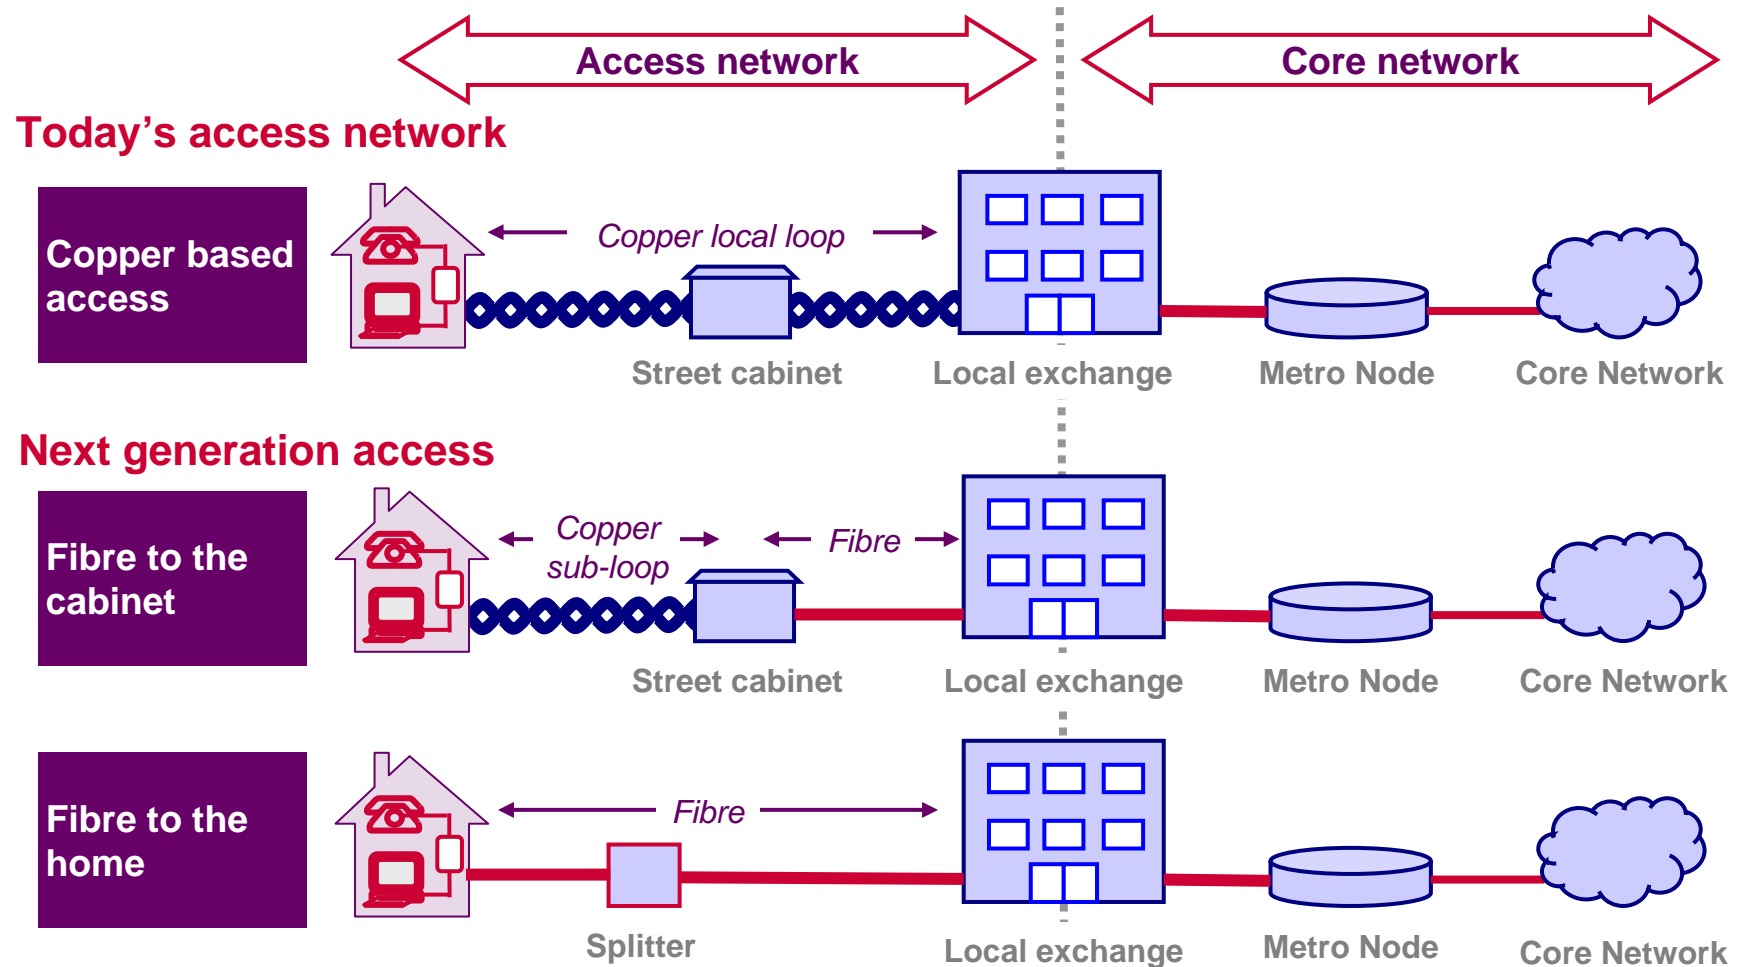 Access network
Core network
Today’s access network
Copper based
access
Copper local loop
Street cabinet
Local exchange
Metro Node
Core Network
Next generation access
Fibre to the
cabinet
Copper
sub-loop
Fibre
Street cabinet
Local exchange
Metro Node
Core Network
Fibre to the
home
Fibre
Splitter
Local exchange
Metro Node
Core Network